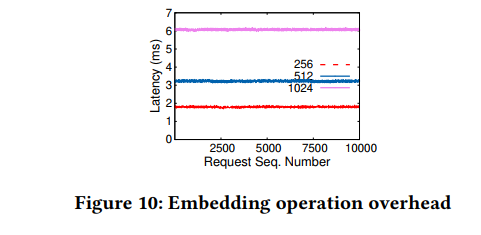 7
6
5
4
3
2
1
0
Latency (ms)
256
512
1024
2500 5000 7500 10000
Request Seq. Number
Figure 10: Embedding operation overhead